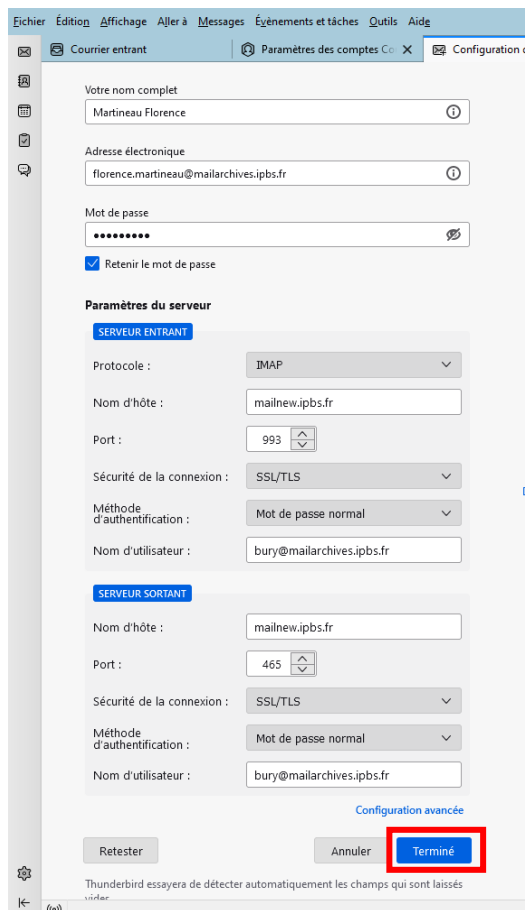 Fichier Édition Affichage Aller à Messages Évènements et tâches Outils Aide
Courrier entrant Paramètres des comptes Co Configuration
Votre nom complet
Martineau Florence
Adresse électronique
florence.martineau@mailarchives.ipbs.fr
Mot de passe
●●●●●●●●●
Retenir le mot de passe
Paramètres du serveur
SERVEUR ENTRANT
Protocole : IMAP
Nom d'hôte : mailnew.ipbs.fr
Port : 993
Sécurité de la connexion : SSL/TLS
Méthode
d'authentification : Mot de passe normal
Nom d'utilisateur : bury@mailarchives.ipbs.fr
SERVEUR SORTANT
Nom d'hôte : mailnew.ipbs.fr
Port : 465
Sécurité de la connexion : SSL/TLS
Méthode
d'authentification : Mot de passe normal
Nom d'utilisateur : bury@mailarchives.ipbs.fr
Configuration avancée
Retester Annuler Terminé
Thunderbird essayera de détecter automatiquement les champs qui sont laissés
vides